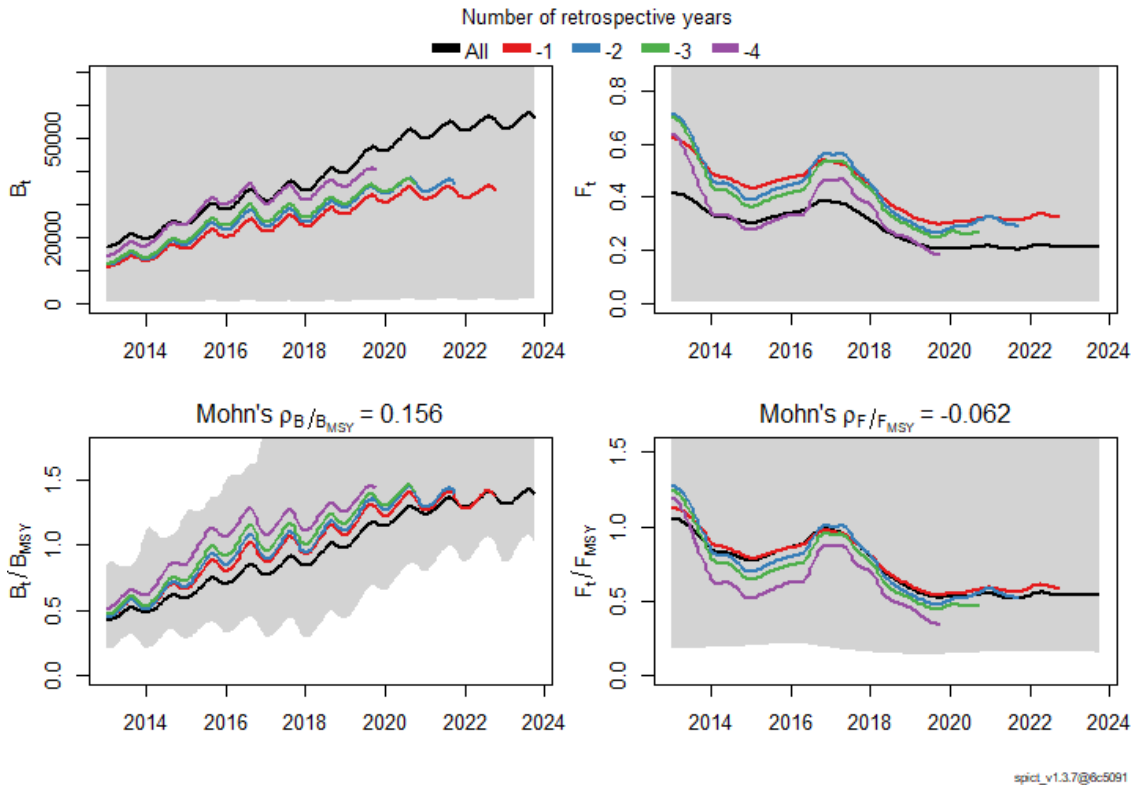 Number of retrospective years
All -1 -2 -3 -4
Bt
0 20000 50000
2014 2016 2018 2020 2022 2024
Ft
0.0 0.2 0.4 0.6 0.8
2014 2016 2018 2020 2022 2024
Mohn's ρB/BMSY = 0.156
Bt/BMSY
0.0 0.5 1.0 1.5
2014 2016 2018 2020 2022 2024
Mohn's ρF/FMSY = -0.062
Ft/FMSY
0.0 0.5 1.0 1.5
2014 2016 2018 2020 2022 2024
spict_v1.3.7@6c5091